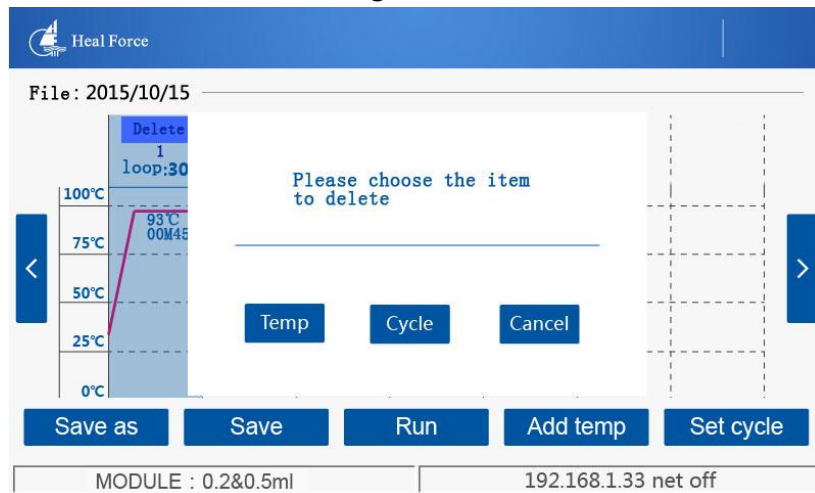 Heal Force
File: 2015/10/15
Delete
1
loop:30
100℃
93℃
00M45
75℃
50℃
25℃
0℃
Please choose the item
to delete
Temp Cycle Cancel
< >
Save as Save Run Add temp Set cycle
MODULE : 0.2&0.5ml 192.168.1.33 net off